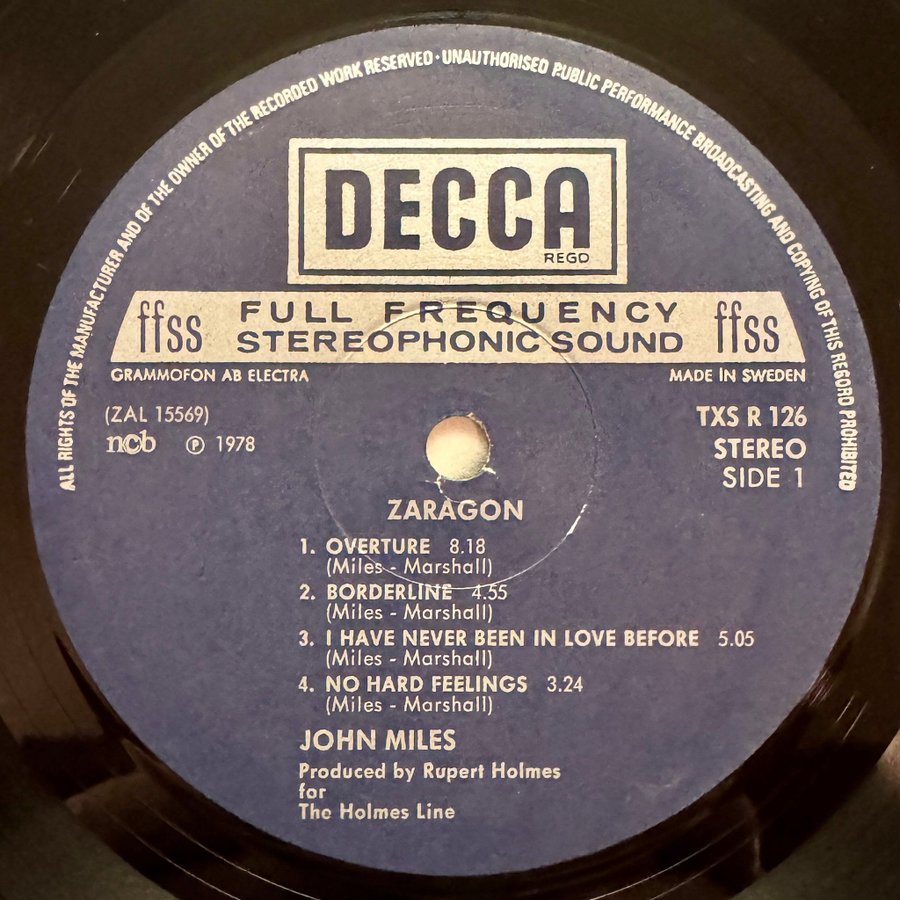 ALL RIGHTS OF THE MANUFACTURER AND OF THE OWNER OF THE RECORDED WORK RESERVED · UNAUTHORISED PUBLIC PERFORMANCE BROADCASTING AND COPYING OF THIS RECORD PROHIBITED
DECCA
REGD
ffss FULL FREQUENCY STEREOPHONIC SOUND ffss
GRAMMOFON AB ELECTRA MADE IN SWEDEN
(ZAL 15569) TXS R 126
ncb ℗ 1978 STEREO
SIDE 1
ZARAGON
1. OVERTURE 8.18
(Miles - Marshall)
2. BORDERLINE 4.55
(Miles - Marshall)
3. I HAVE NEVER BEEN IN LOVE BEFORE 5.05
(Miles - Marshall)
4. NO HARD FEELINGS 3.24
(Miles - Marshall)
JOHN MILES
Produced by Rupert Holmes
for
The Holmes Line